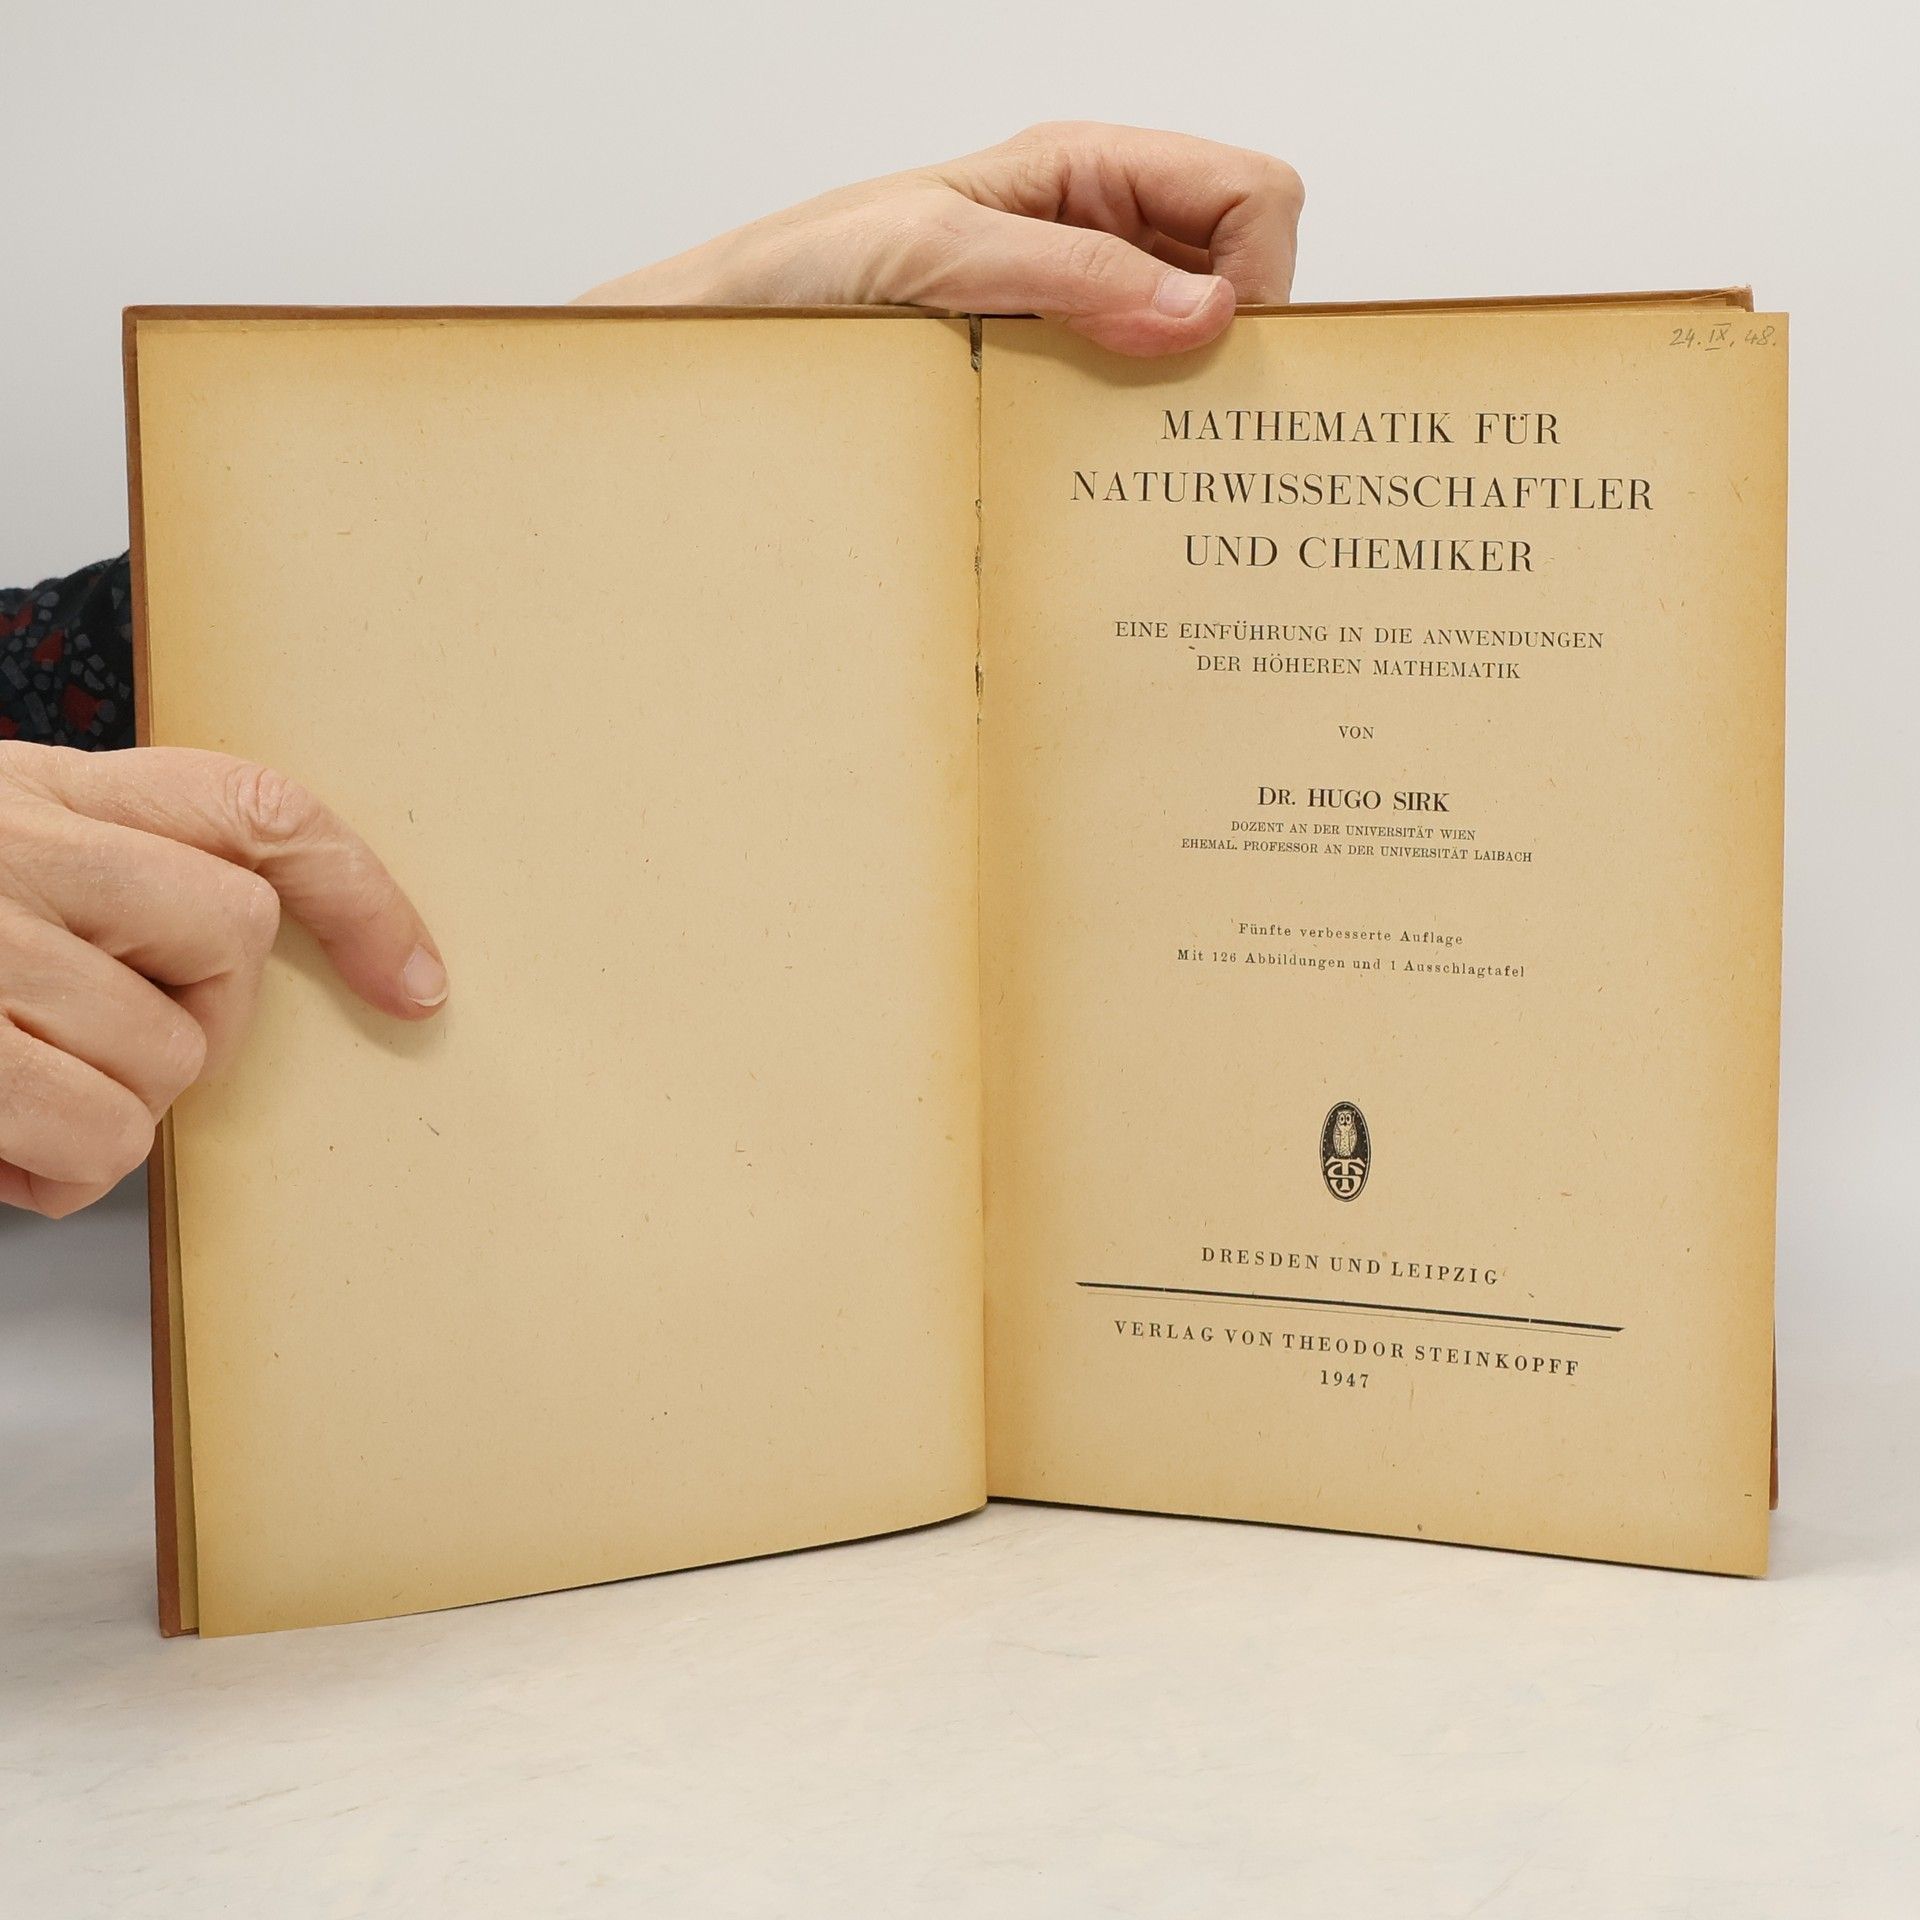 24. IX. 48.
MATHEMATIK FÜR
NATURWISSENSCHAFTLER
UND CHEMIKER
EINE EINFÜHRUNG IN DIE ANWENDUNGEN
DER HÖHEREN MATHEMATIK
VON
DR. HUGO SIRK
DOZENT AN DER UNIVERSITÄT WIEN
EHEMAL. PROFESSOR AN DER UNIVERSITÄT LAIBACH
Fünfte verbesserte Auflage
Mit 126 Abbildungen und 1 Ausschlagtafel
TS
DRESDEN UND LEIPZIG
VERLAG VON THEODOR STEINKOPFF
1947